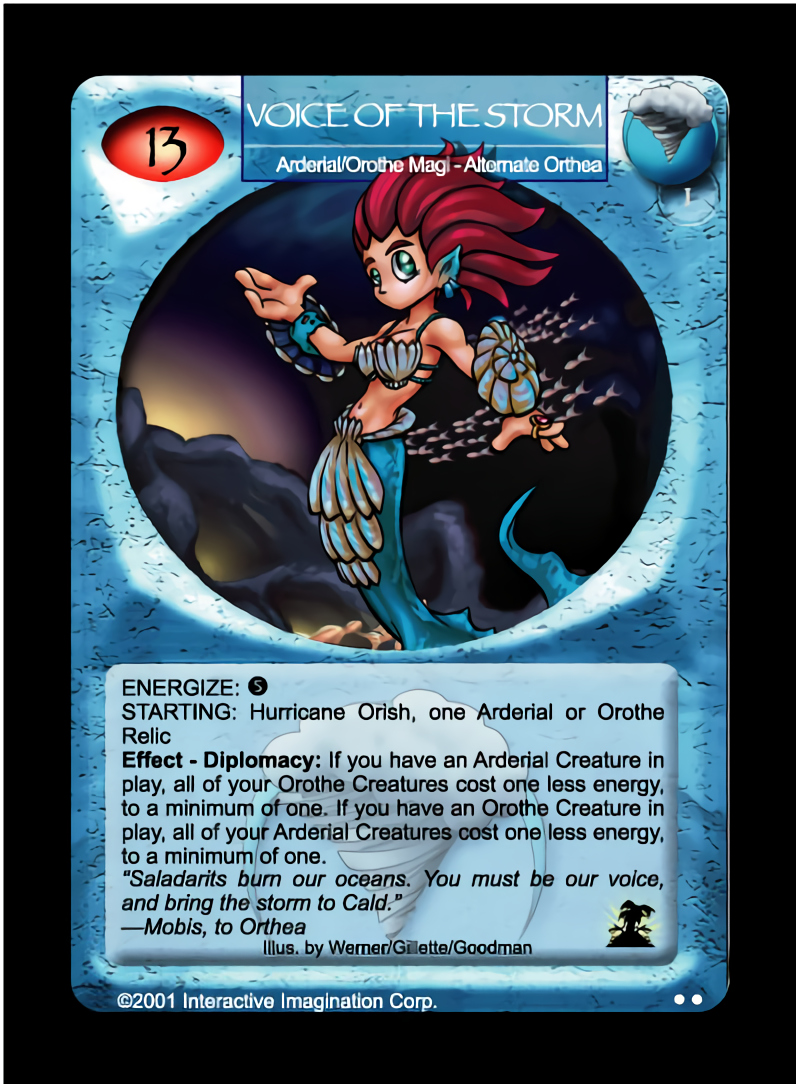 13
VOICE OF THE STORM
Arderial/Orothe Magi - Alternate Orthea
1
ENERGIZE: 5
STARTING: Hurricane Orish, one Arderial or Orothe
Relic
Effect - Diplomacy: If you have an Arderial Creature in
play, all of your Orothe Creatures cost one less energy,
to a minimum of one. If you have an Orothe Creature in
play, all of your Arderial Creatures cost one less energy,
to a minimum of one.
"Saladarits burn our oceans. You must be our voice,
and bring the storm to Cald."
—Mobis, to Orthea
Illus. by Werner/Gillette/Goodman
©2001 Interactive Imagination Corp.